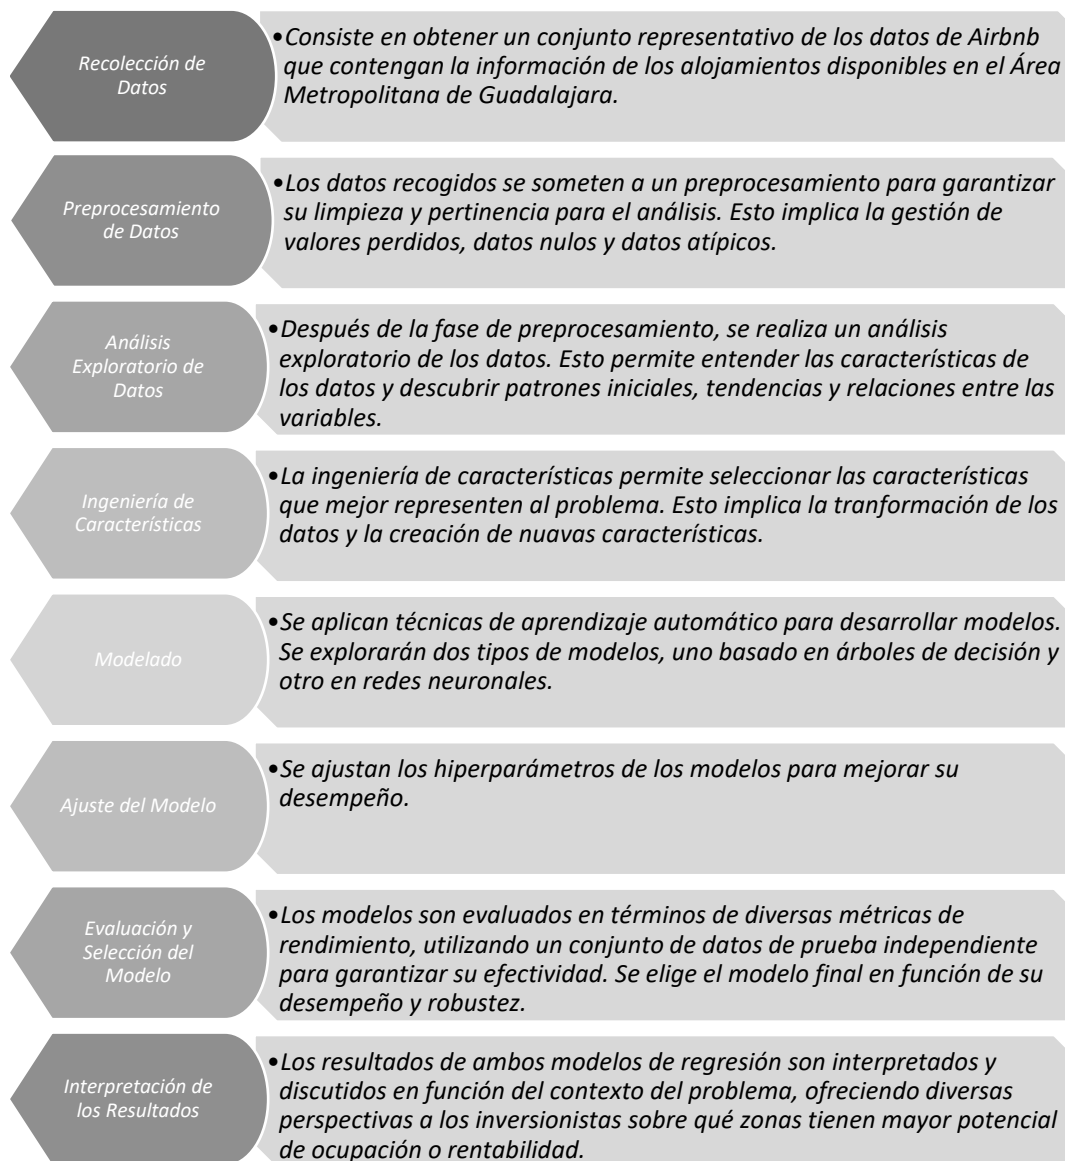 Recolección de
Datos
•Consiste en obtener un conjunto representativo de los datos de Airbnb
que contengan la información de los alojamientos disponibles en el Área
Metropolitana de Guadalajara.
Preprocesamiento
de Datos
•Los datos recogidos se someten a un preprocesamiento para garantizar
su limpieza y pertinencia para el análisis. Esto implica la gestión de
valores perdidos, datos nulos y datos atípicos.
Análisis
Exploratorio de
Datos
•Después de la fase de preprocesamiento, se realiza un análisis
exploratorio de los datos. Esto permite entender las características de
los datos y descubrir patrones iniciales, tendencias y relaciones entre las
variables.
Ingeniería de
Características
•La ingeniería de características permite seleccionar las características
que mejor representen al problema. Esto implica la tranformación de los
datos y la creación de nuavas características.
Modelado
•Se aplican técnicas de aprendizaje automático para desarrollar modelos.
Se explorarán dos tipos de modelos, uno basado en árboles de decisión y
otro en redes neuronales.
Ajuste del Modelo
•Se ajustan los hiperparámetros de los modelos para mejorar su
desempeño.
Evaluación y
Selección del
Modelo
•Los modelos son evaluados en términos de diversas métricas de
rendimiento, utilizando un conjunto de datos de prueba independiente
para garantizar su efectividad. Se elige el modelo final en función de su
desempeño y robustez.
Interpretación de
los Resultados
•Los resultados de ambos modelos de regresión son interpretados y
discutidos en función del contexto del problema, ofreciendo diversas
perspectivas a los inversionistas sobre qué zonas tienen mayor potencial
de ocupación o rentabilidad.